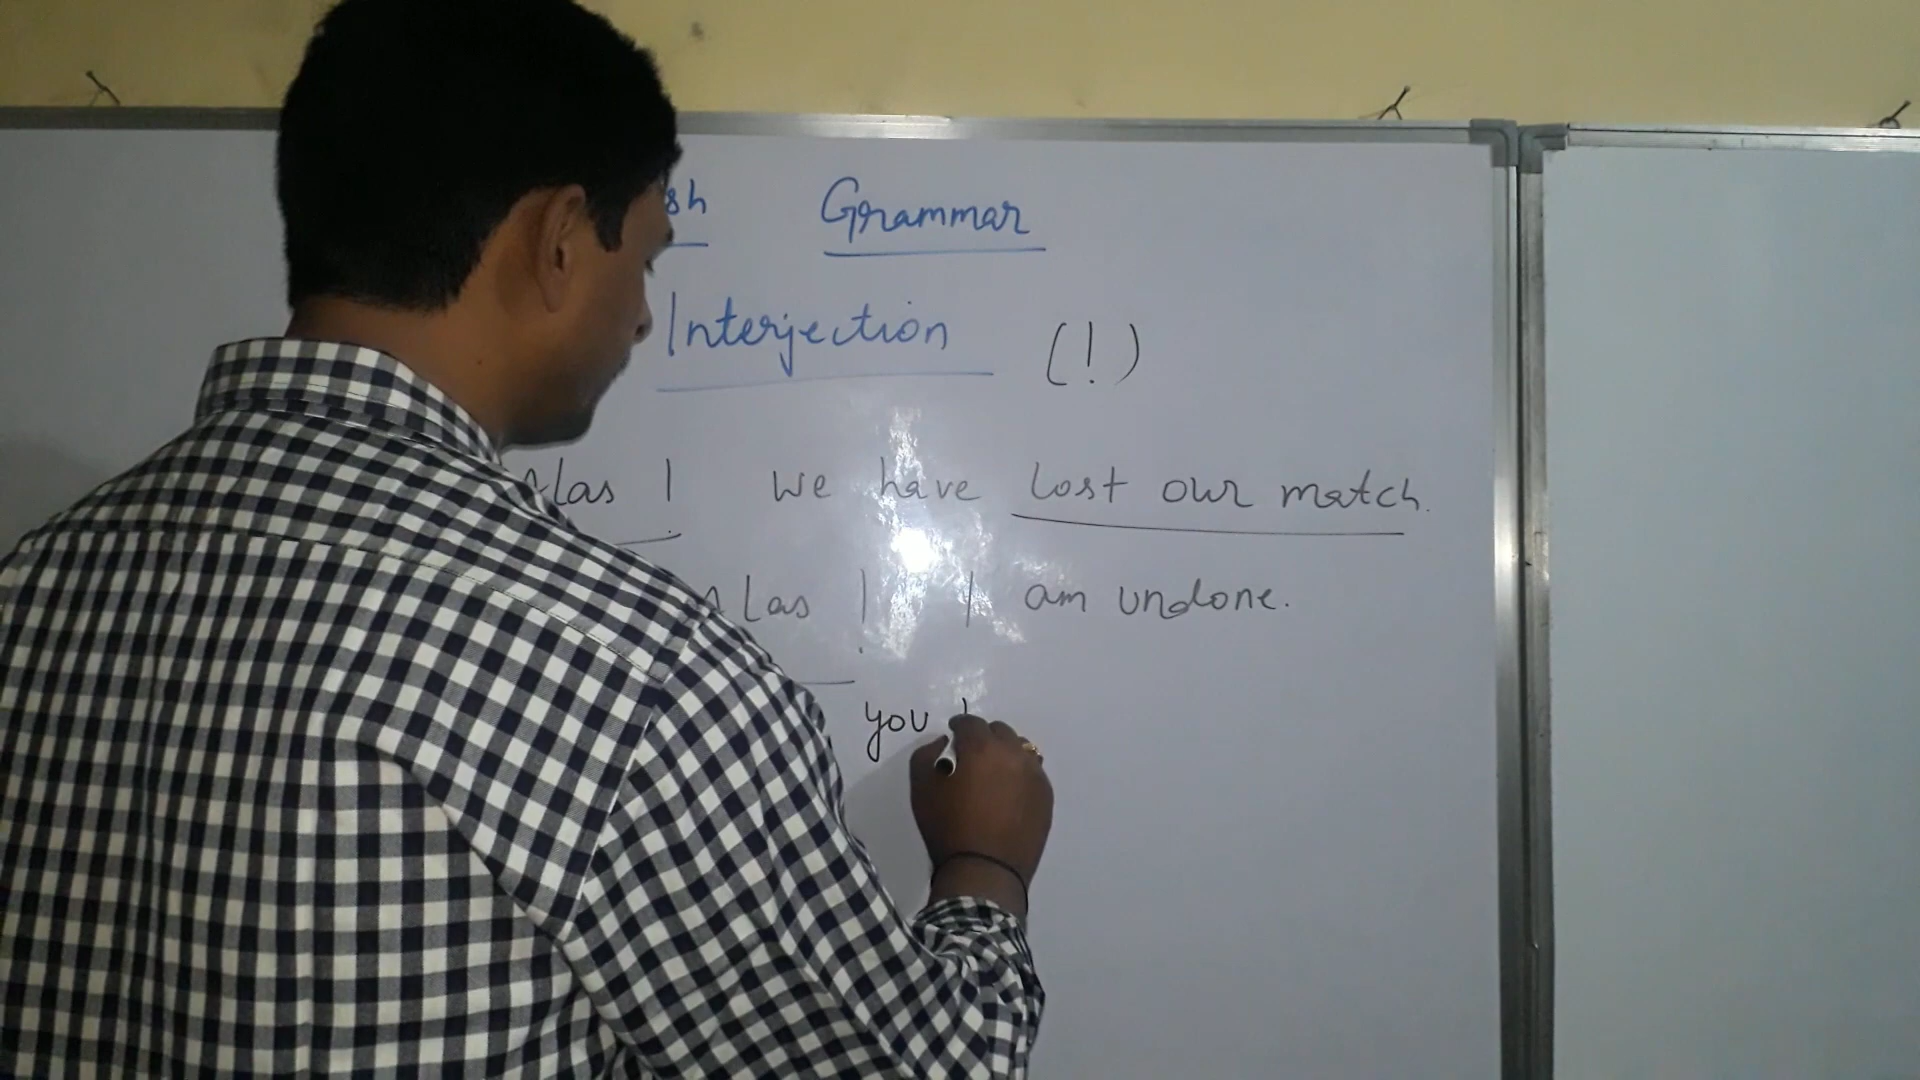 sh Grammar
Interjection (!)
Alas ! We have lost our match.
Alas ! I am undone.
you